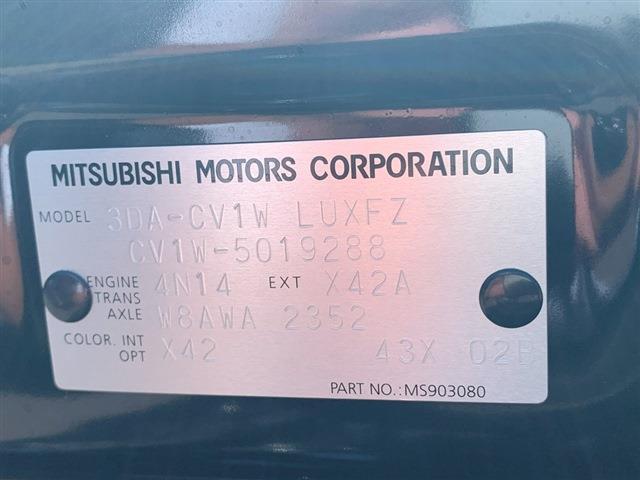 MITSUBISHI MOTORS CORPORATION
MODEL 3DA-CV1W LUXFZ
CV1W-5019288
ENGINE 4N14 EXT X42A
TRANS
AXLE W8AWA 2352
COLOR. INT X42 43X 02B
OPT
PART NO.:MS903080